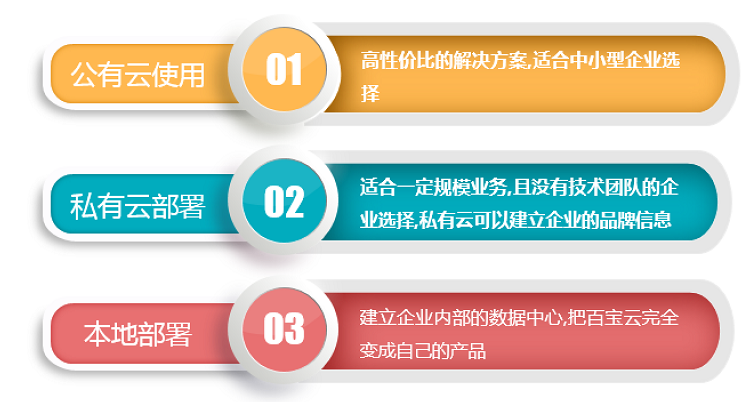 公有云使用
01
高性价比的解决方案,适合中小型企业选
择
私有云部署
02
适合一定规模业务,且没有技术团队的企
业选择,私有云可以建立企业的品牌信息
本地部署
03
建立企业内部的数据中心,把百宝云完全
变成自己的产品